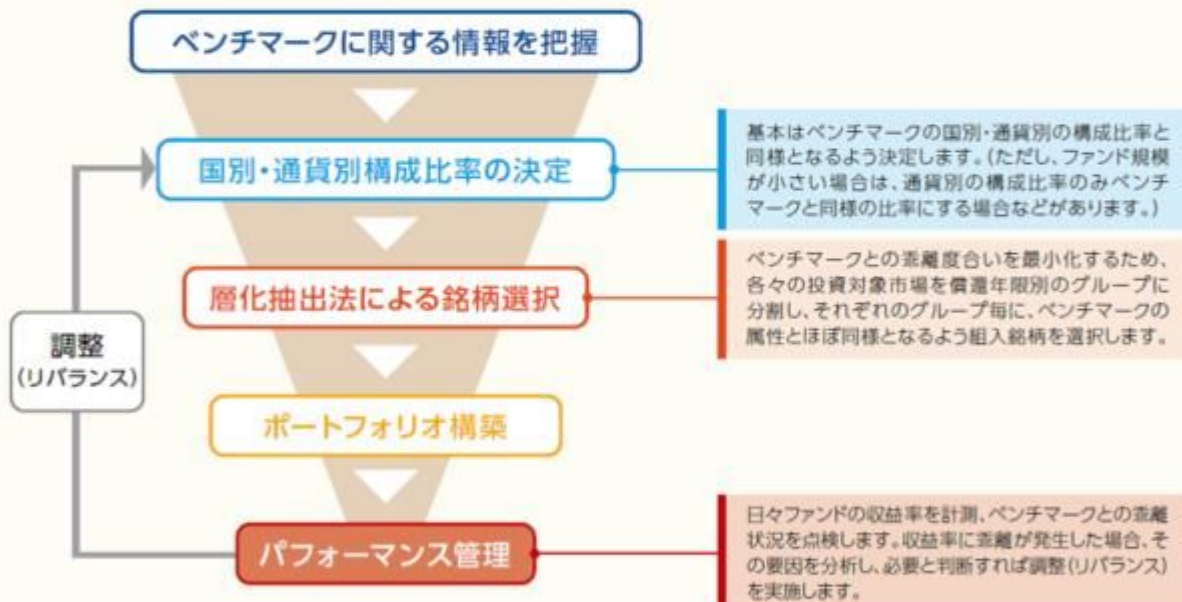 ベンチマークに関する情報を把握
国別・通貨別構成比率の決定
基本はベンチマークの国別・通貨別の構成比率と
同様となるよう決定します。(ただし、ファンド規模
が小さい場合は、通貨別の構成比率のみベンチ
マークと同様の比率にする場合などがあります。)
層化抽出法による銘柄選択
ベンチマークとの乖離度合いを最小化するため、
各々の投資対象市場を償還年限別のグループに
分割し、それぞれのグループ毎に、ベンチマークの
属性とほぼ同様となるよう組入銘柄を選択します。
調整
(リバランス)
ポートフォリオ構築
パフォーマンス管理
日々ファンドの収益率を計測、ベンチマークとの乖離
状況を点検します。収益率に乖離が発生した場合、そ
の要因を分析し、必要と判断すれば調整(リバランス)
を実施します。